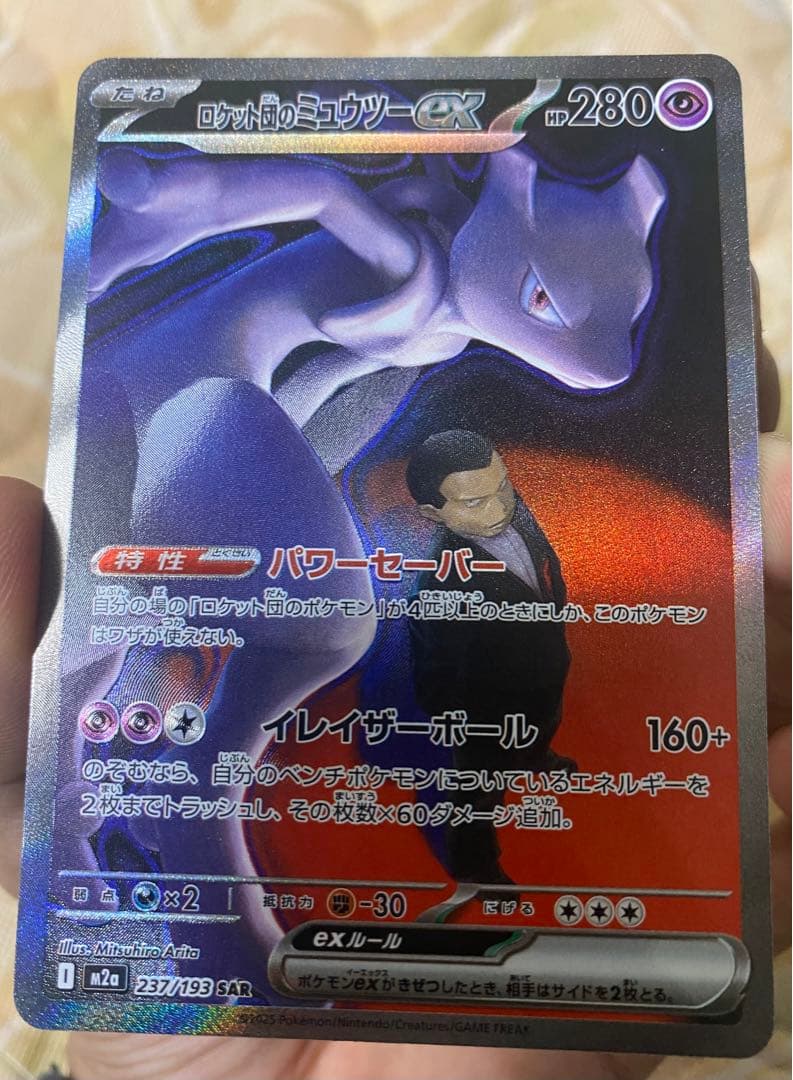 たね ロケット団のミュウツーex HP280
特性 とくせい パワーセーバー
自分の場の「ロケット団のポケモン」が4匹以上のときにしか、このポケモン
はワザが使えない。
イレイザーボール 160+
のぞむなら、自分のベンチポケモンについているエネルギーを
2枚までトラッシュし、その枚数×60ダメージ追加。
弱点 ×2 抵抗力 -30 にげる
exルール
ポケモンexがきぜつしたとき、相手はサイドを2枚とる。
Illus. Mitsuhiro Arita
I m2a 237/193 SAR
©2025 Pokémon/Nintendo/Creatures/GAME FREAK